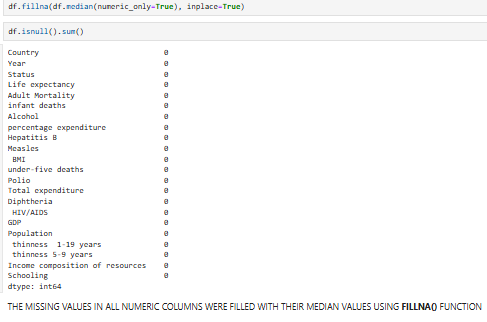 df.fillna(df.median(numeric_only=True), inplace=True)
df.isnull().sum()
Country 0
Year 0
Status 0
Life expectancy 0
Adult Mortality 0
infant deaths 0
Alcohol 0
percentage expenditure 0
Hepatitis B 0
Measles 0
BMI 0
under-five deaths 0
Polio 0
Total expenditure 0
Diphtheria 0
HIV/AIDS 0
GDP 0
Population 0
thinness  1-19 years 0
thinness 5-9 years 0
Income composition of resources 0
Schooling 0
dtype: int64
THE MISSING VALUES IN ALL NUMERIC COLUMNS WERE FILLED WITH THEIR MEDIAN VALUES USING FILLNA() FUNCTION